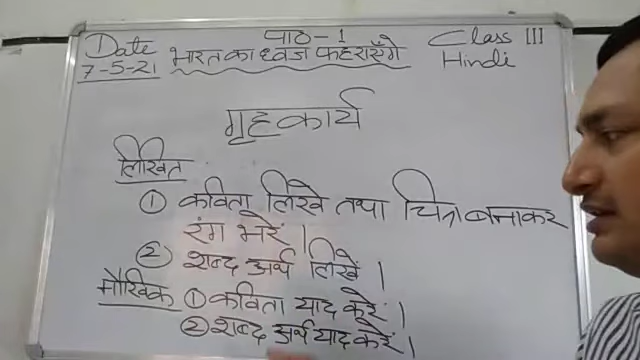 पाठ - 1
Date 7-5-21
भारत का ध्वज फहराएँगे
Class III
Hindi
गृहकार्य
लिखित
① कविता लिखे तथा चित्र बनाकर
रंग भरें ।
② शब्द अर्थ लिखें ।
मौखिक ① कविता याद करें ।
② शब्द अर्थ याद करें ।